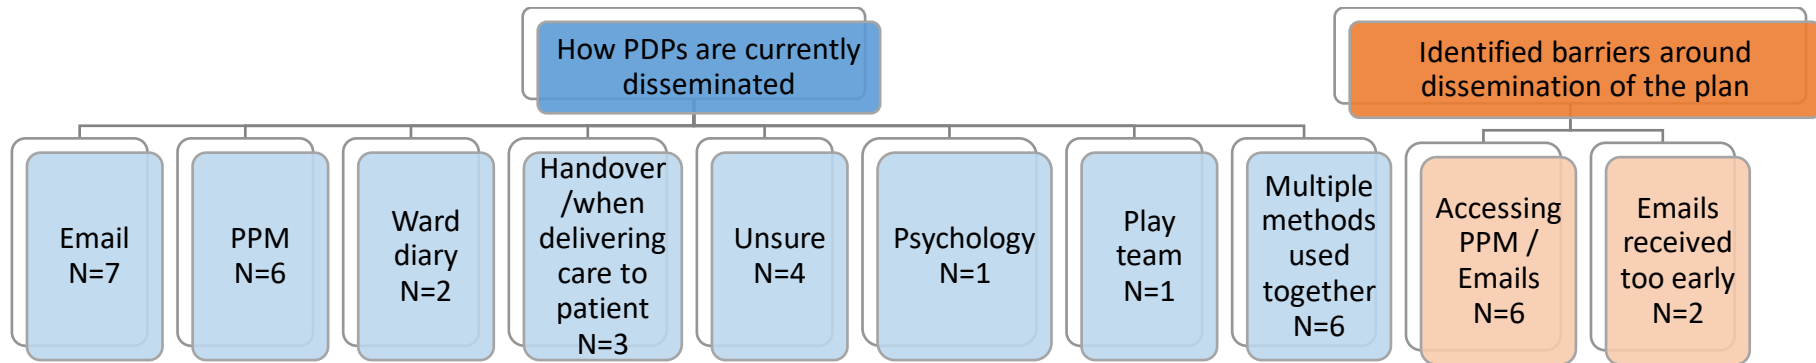 How PDPs are currently
disseminated
Identified barriers around
dissemination of the plan
Email
N=7
PPM
N=6
Ward
diary
N=2
Handover
/when
delivering
care to
patient
N=3
Unsure
N=4
Psychology
N=1
Play
team
N=1
Multiple
methods
used
together
N=6
Accessing
PPM /
Emails
N=6
Emails
received
too early
N=2